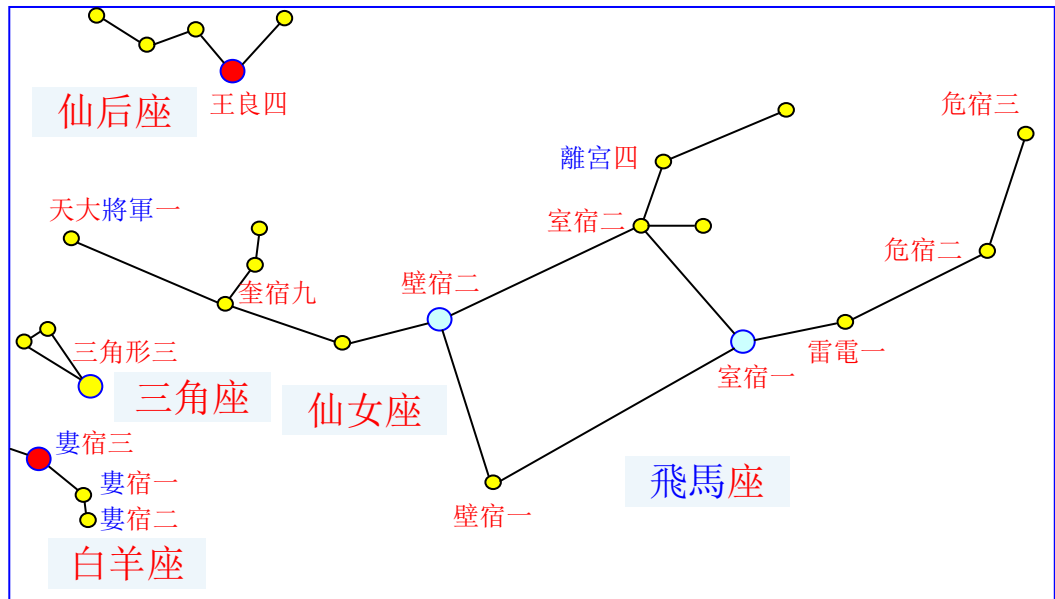 仙后座
王良四
危宿三
離宮四
天大將軍一
室宿二
危宿二
壁宿二
奎宿九
三角形三
雷電一
室宿一
三角座
仙女座
婁宿三
婁宿一
飛馬座
婁宿二
壁宿一
白羊座